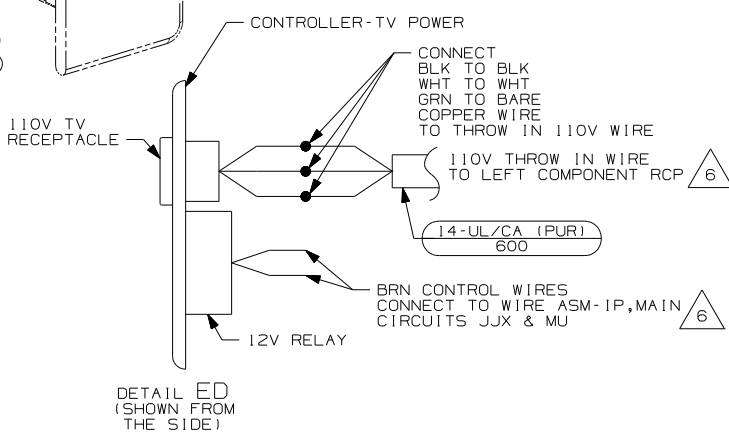 CONTROLLER-TV POWER
CONNECT
BLK TO BLK
WHT TO WHT
GRN TO BARE
COPPER WIRE
TO THROW IN 110V WIRE
110V TV
RECEPTACLE
110V THROW IN WIRE
TO LEFT COMPONENT RCP
6
14-UL/CA (PUR)
600
BRN CONTROL WIRES
CONNECT TO WIRE ASM-IP,MAIN
CIRCUITS JJX & MU
6
12V RELAY
DETAIL ED
(SHOWN FROM
THE SIDE)